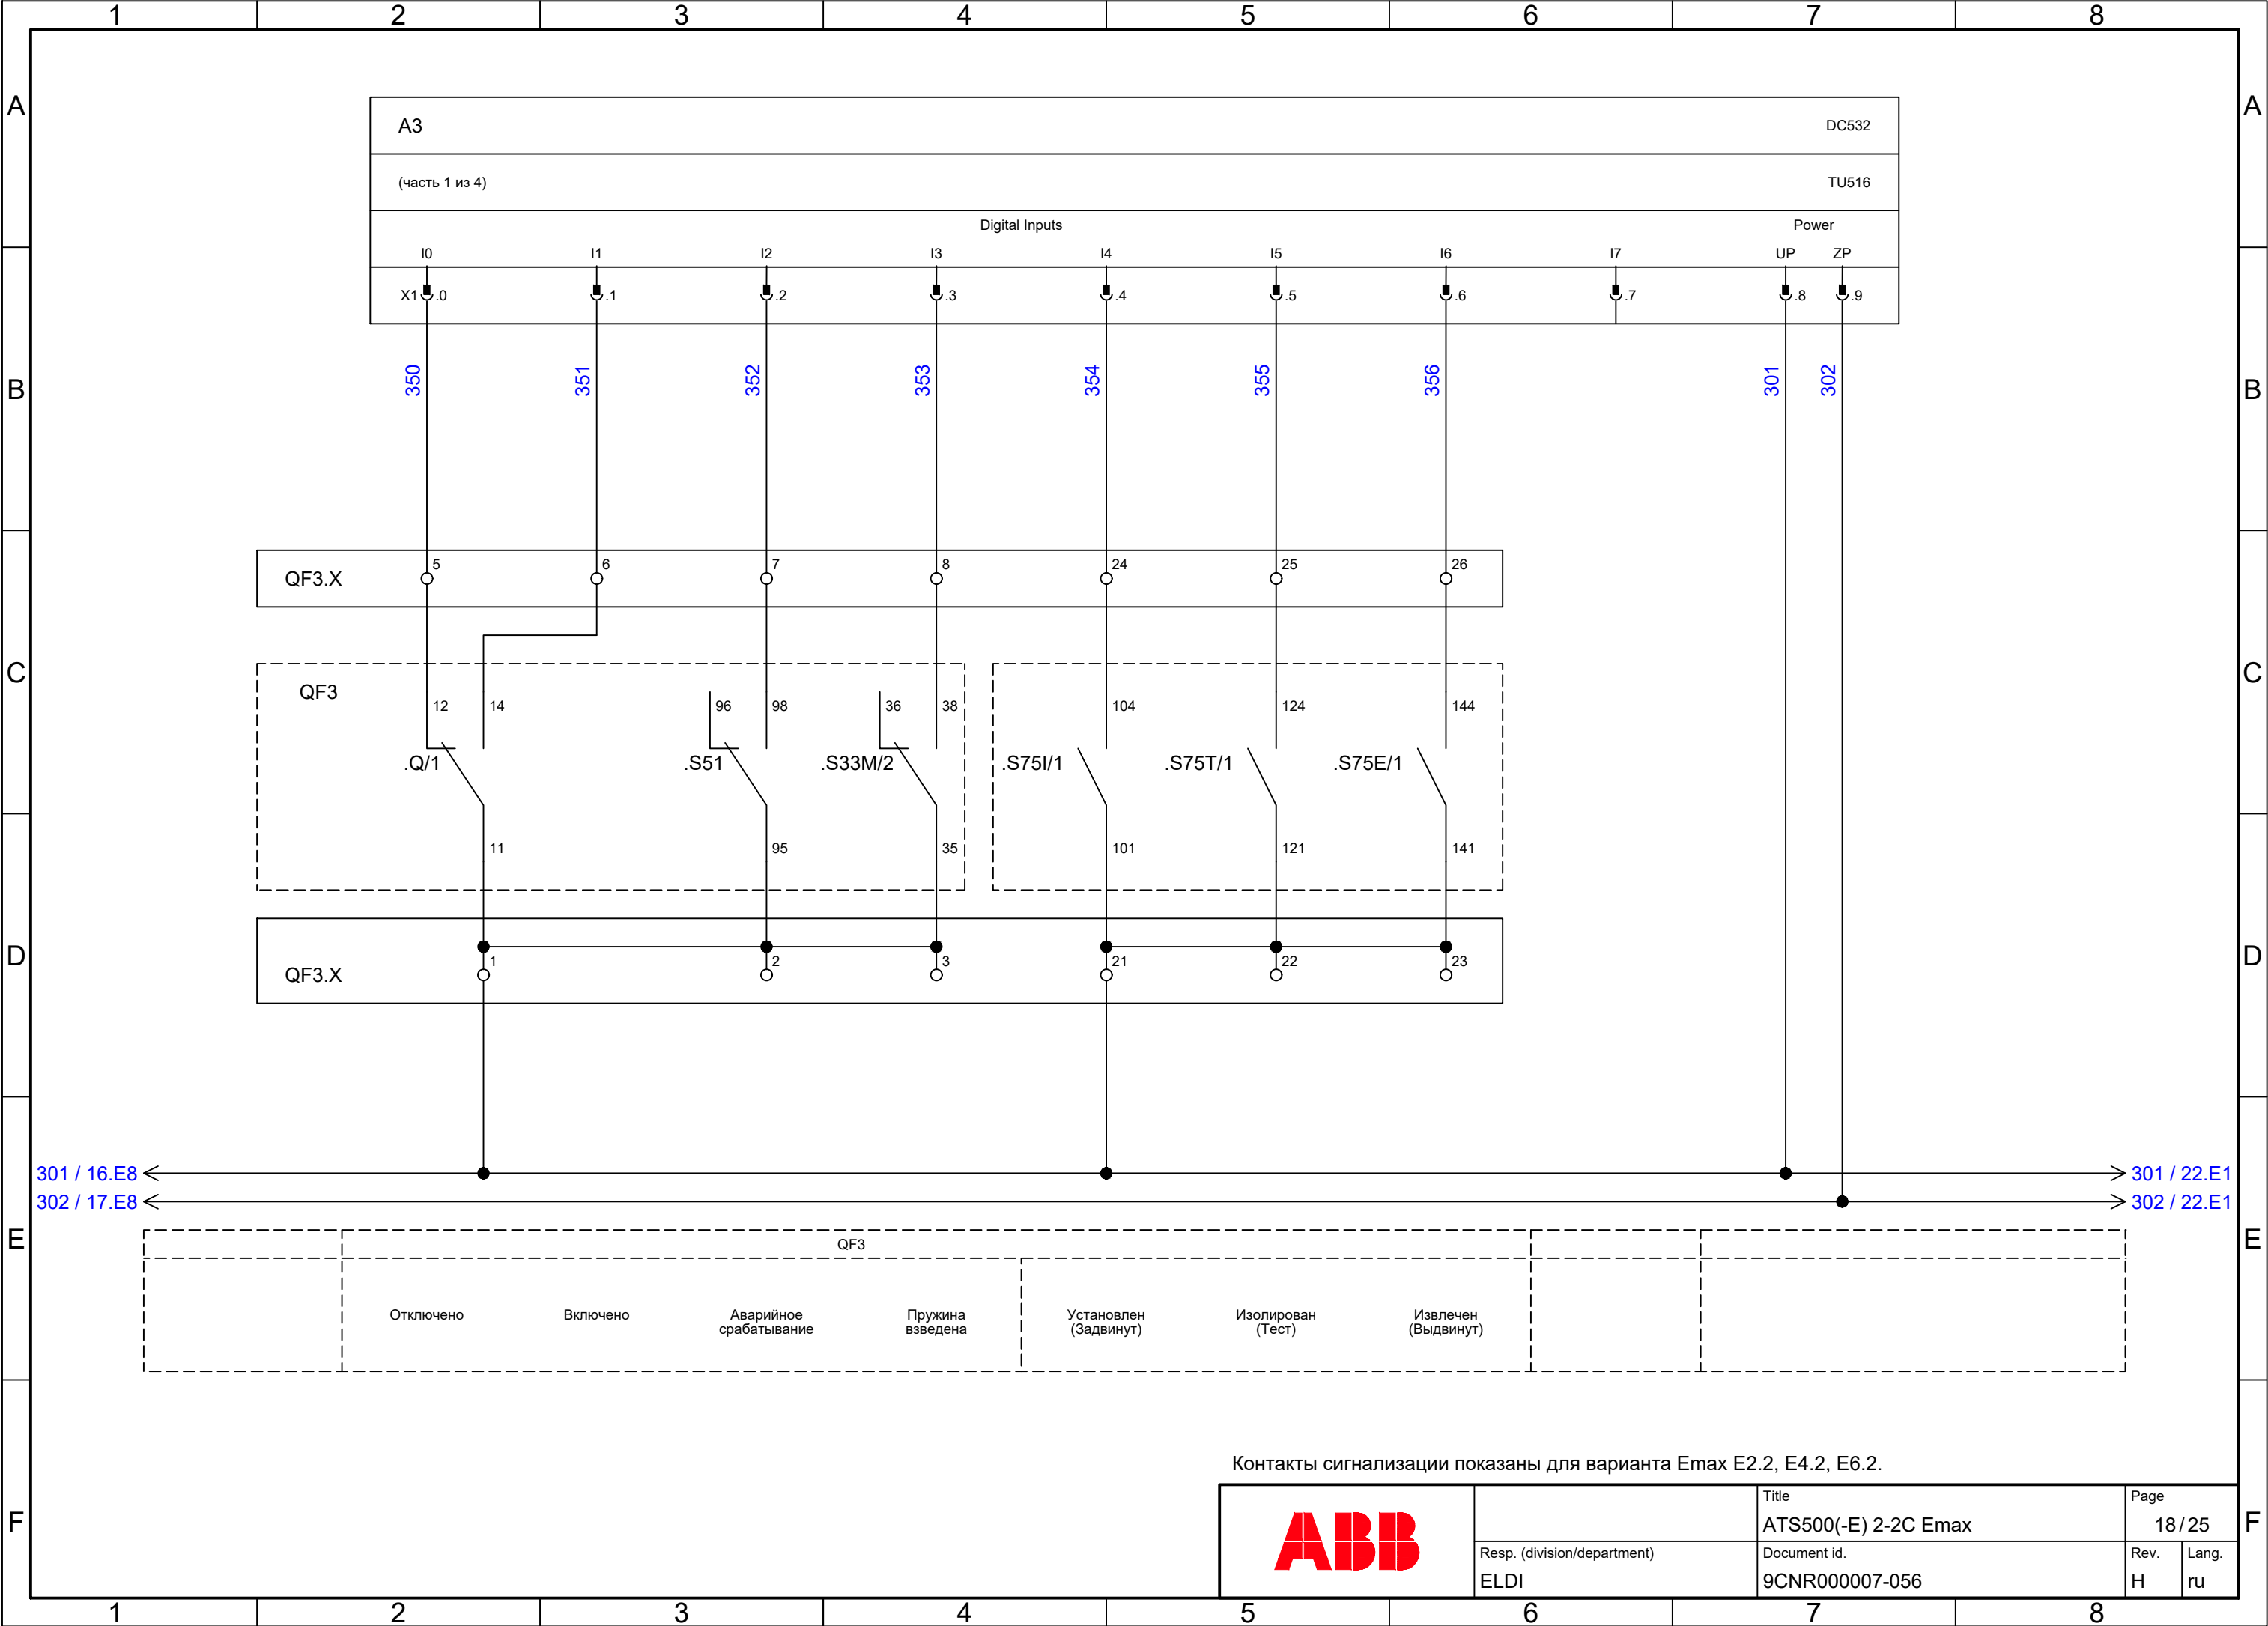 1 2 3 4 5 6 7 8
A A
A3 DC532
(часть 1 из 4) TU516
Digital Inputs Power
I0 I1 I2 I3 I4 I5 I6 I7 UP ZP
X1 .0 .1 .2 .3 .4 .5 .6 .7 .8 .9
350 351 352 353 354 355 356 301 302
B B
QF3.X 5 6 7 8 24 25 26
C C
QF3
12 14 96 98 36 38 104 124 144
.Q/1 .S51 .S33M/2 .S75I/1 .S75T/1 .S75E/1
11 95 35 101 121 141
D D
QF3.X 1 2 3 21 22 23
301 / 16.E8 301 / 22.E1
302 / 17.E8 302 / 22.E1
E E
QF3
Отключено Включено Аварийное Пружина Установлен Изолирован Извлечен
срабатывание взведена (Задвинут) (Тест) (Выдвинут)
Контакты сигнализации показаны для варианта Emax E2.2, E4.2, E6.2.
F F
ABB
Title Page
ATS500(-E) 2-2C Emax 18/25
Resp. (division/department) Document id. Rev. Lang.
ELDI 9CNR000007-056 H ru
1 2 3 4 5 6 7 8